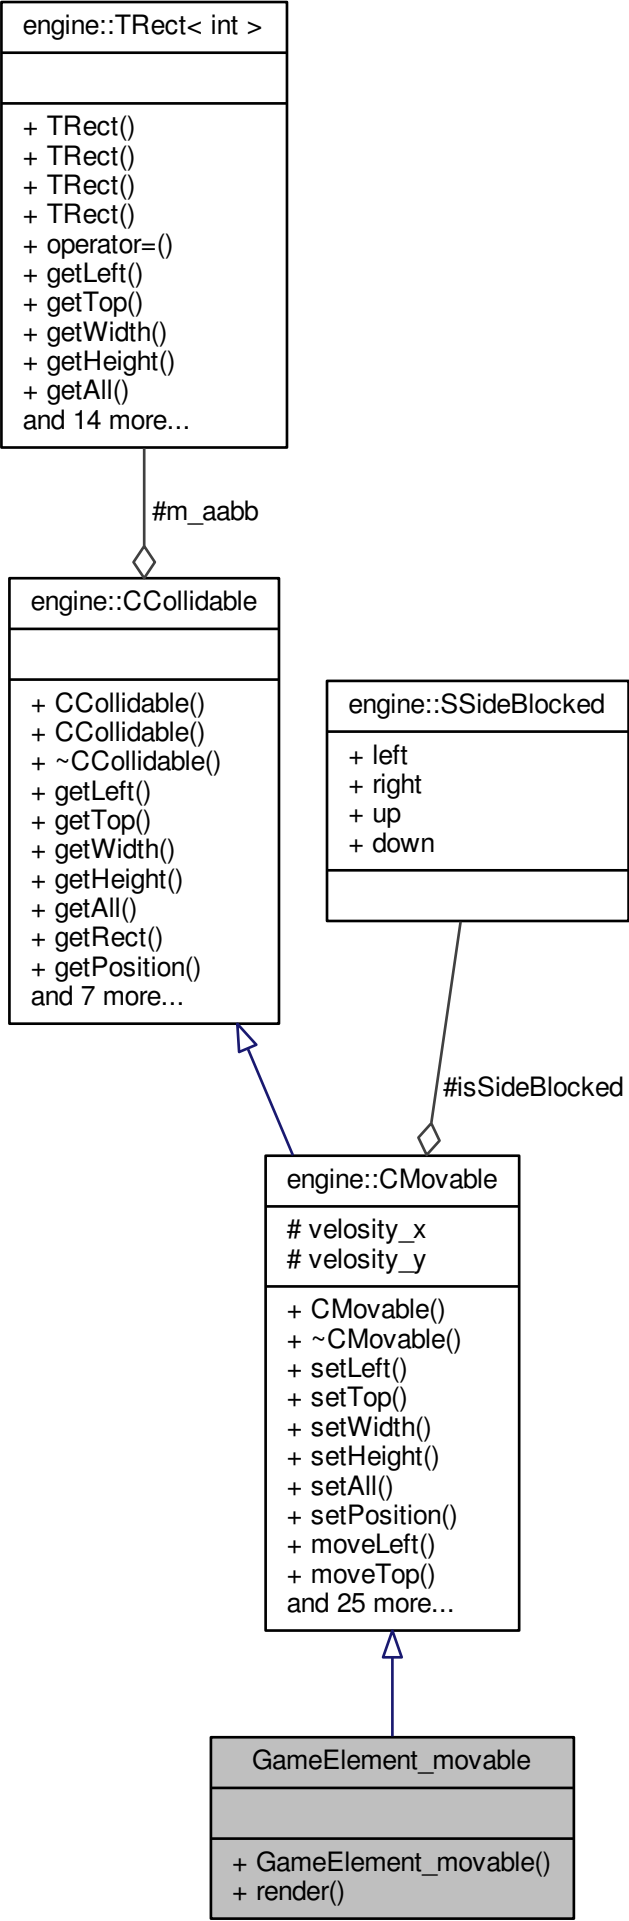 engine::TRect< int >
+ TRect()
+ TRect()
+ TRect()
+ TRect()
+ operator=()
+ getLeft()
+ getTop()
+ getWidth()
+ getHeight()
+ getAll()
and 14 more...
#m_aabb
engine::CCollidable
+ CCollidable()
+ CCollidable()
+ ~CCollidable()
+ getLeft()
+ getTop()
+ getWidth()
+ getHeight()
+ getAll()
+ getRect()
+ getPosition()
and 7 more...
engine::SSideBlocked
+ left
+ right
+ up
+ down
#isSideBlocked
engine::CMovable
# velosity_x
# velosity_y
+ CMovable()
+ ~CMovable()
+ setLeft()
+ setTop()
+ setWidth()
+ setHeight()
+ setAll()
+ setPosition()
+ moveLeft()
+ moveTop()
and 25 more...
GameElement_movable
+ GameElement_movable()
+ render()